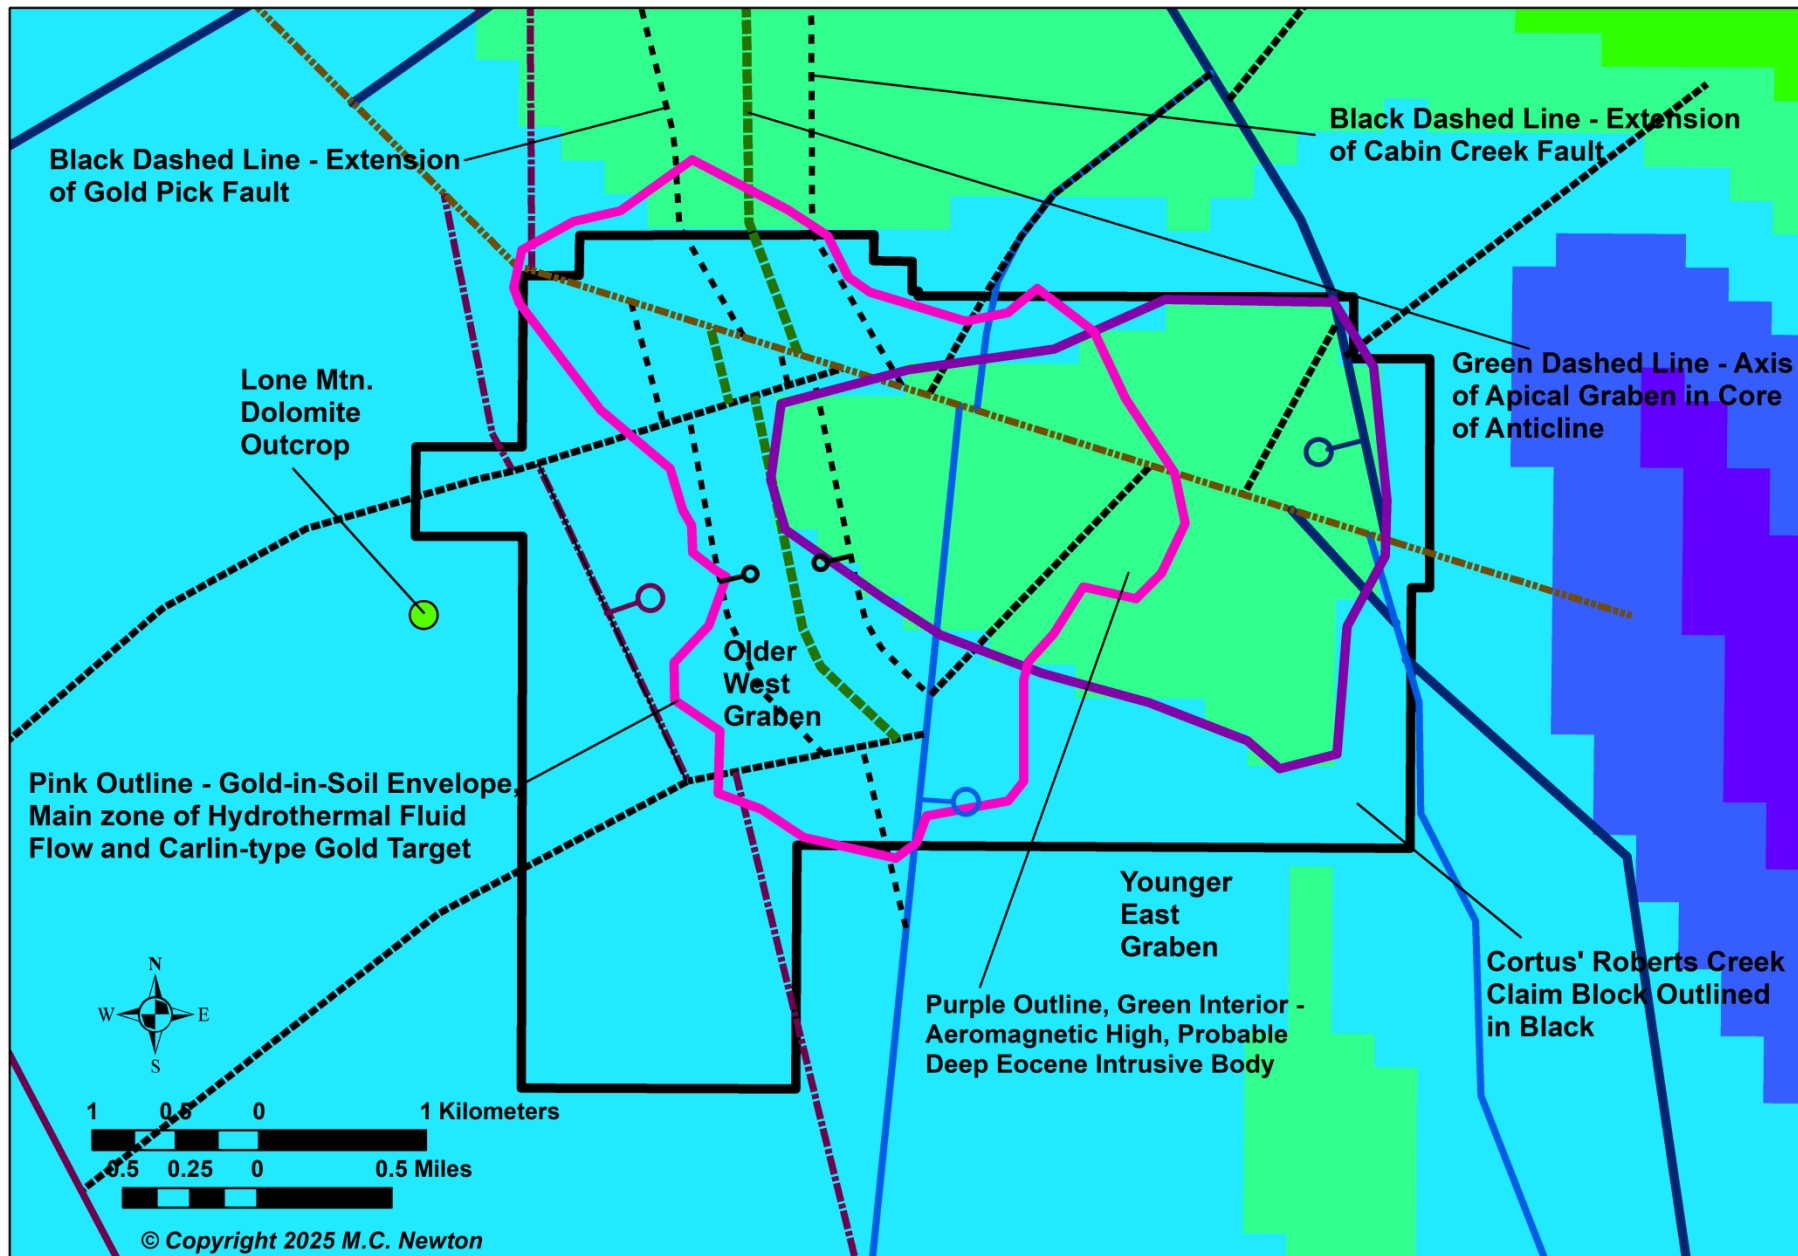 Black Dashed Line - Extension
of Gold Pick Fault
Black Dashed Line - Extension
of Cabin Creek Fault
Lone Mtn.
Dolomite
Outcrop
Green Dashed Line - Axis
of Apical Graben in Core
of Anticline
Older
West
Graben
Pink Outline - Gold-in-Soil Envelope,
Main zone of Hydrothermal Fluid
Flow and Carlin-type Gold Target
Younger
East
Graben
Purple Outline, Green Interior -
Aeromagnetic High, Probable
Deep Eocene Intrusive Body
Cortus' Roberts Creek
Claim Block Outlined
in Black
N
W E
S
1 0.5 0 1 Kilometers
0.5 0.25 0 0.5 Miles
© Copyright 2025 M.C. Newton